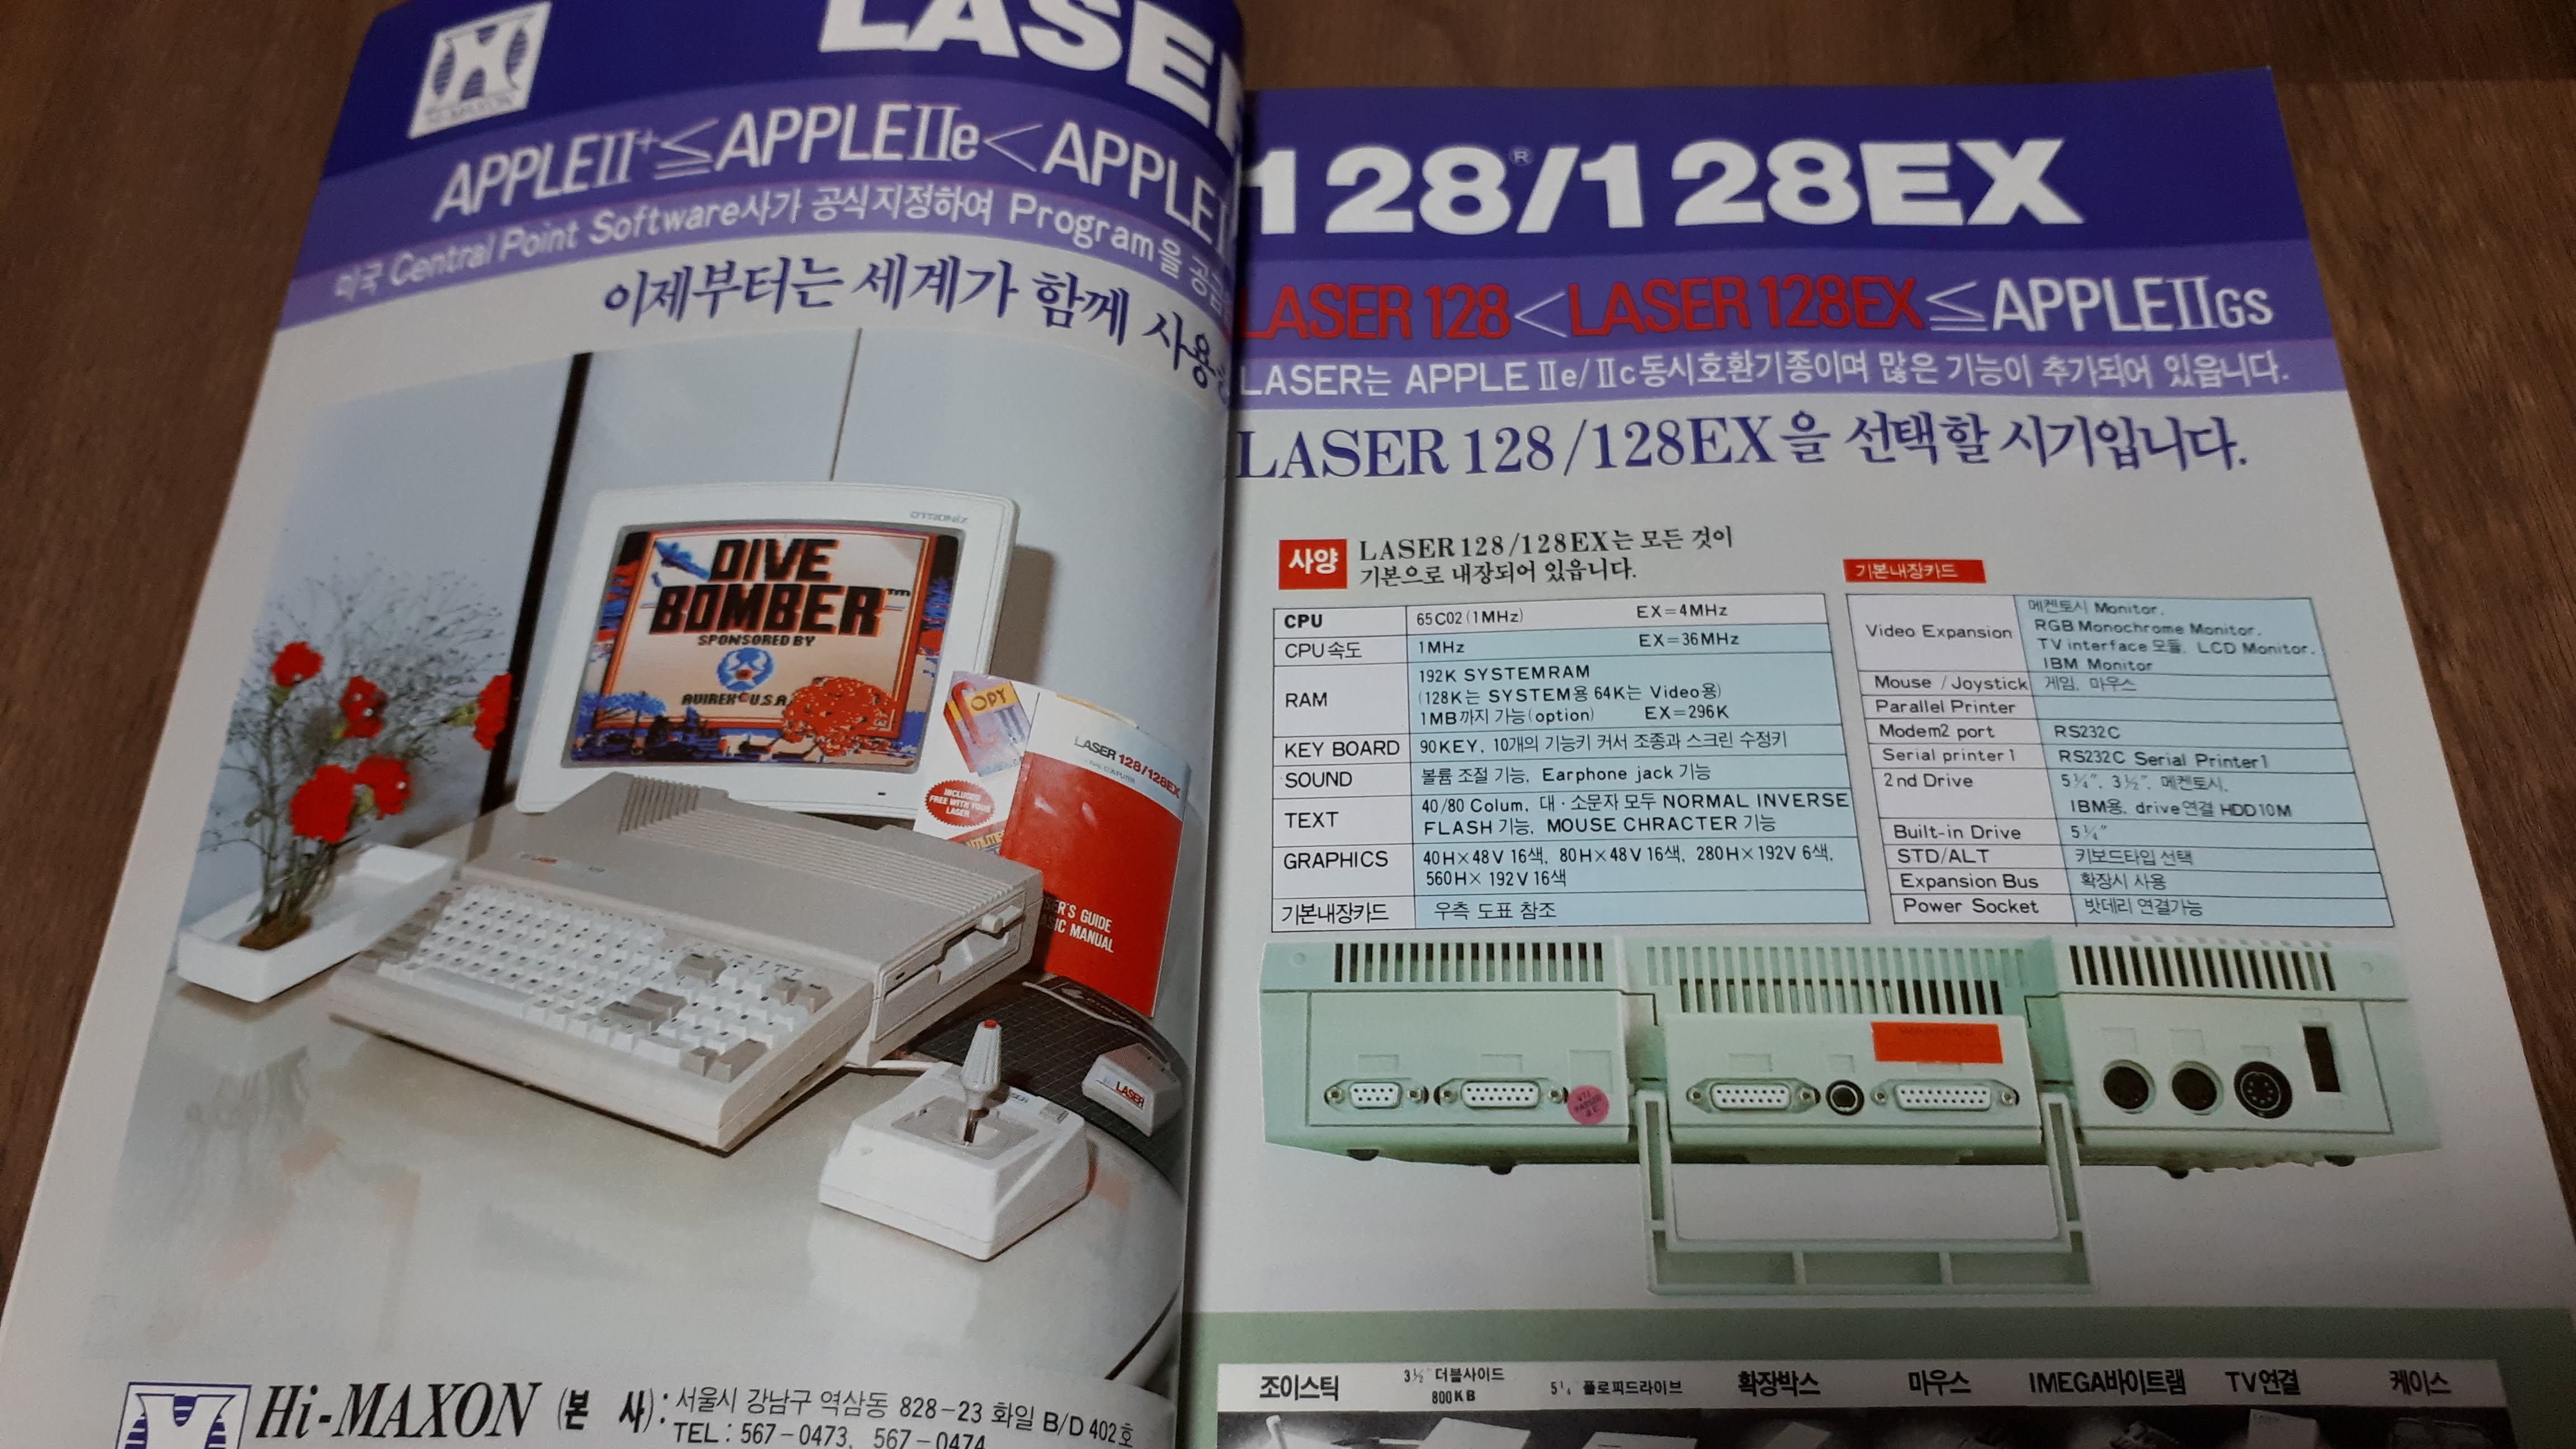 Hi-MAXON
LASER
128®/128EX
APPLEII+≦APPLEIIe<APPLE
LASER 128<LASER 128EX≦APPLEIIGS
미국 Central Point Software사가 공식지정하여 Program을 공급
LASER는 APPLE IIe/IIc동시호환기종이며 많은 기능이 추가되어 있읍니다.
이제부터는 세계가 함께 사용
LASER 128/128EX을 선택할 시기입니다.
DIVE
BOMBER™
SPONSORED BY
AVIREX U.S.A.
COPY
II
INCLUDED
FREE WITH YOUR
LASER
LASER 128/128EX
USER'S GUIDE
BASIC MANUAL
LASER
사양
LASER128/128EX는 모든 것이
기본으로 내장되어 있읍니다.
CPU 65C02 (1MHz) EX=4MHz
CPU속도 1MHz EX=36MHz
RAM 192K SYSTEMRAM
(128K는 SYSTEM용 64K는 Video용)
1MB까지 가능(option) EX=296K
KEY BOARD 90KEY, 10개의 기능키 커서 조종과 스크린 수정키
SOUND 볼륨 조절 기능, Earphone jack 기능
TEXT 40/80 Colum, 대·소문자 모두 NORMAL INVERSE
FLASH 기능, MOUSE CHRACTER 기능
GRAPHICS 40H×48V 16색, 80H×48V 16색, 280H×192V 6색,
560H×192V 16색
기본내장카드 우측 도표 참조
기본내장카드
Video Expansion 메켄토시 Monitor,
RGB Monochrome Monitor,
TV interface 모듈, LCD Monitor,
IBM Monitor
Mouse / Joystick 게임, 마우스
Parallel Printer
Modem2 port RS232C
Serial printer1 RS232C Serial Printer1
2nd Drive 5¼″, 3½″, 메켄토시,
IBM용, drive연결 HDD10M
Built-in Drive 5¼″
STD/ALT 키보드타입 선택
Expansion Bus 확장시 사용
Power Socket 밧데리 연결가능
Hi-MAXON (본 사): 서울시 강남구 역삼동 828-23 화일 B/D 402호
TEL : 567-0473, 567-0474
조이스틱
3½″ 더블사이드
800KB
5¼ 플로피드라이브
확장박스
마우스
IMEGA바이트램
TV연결
케이스